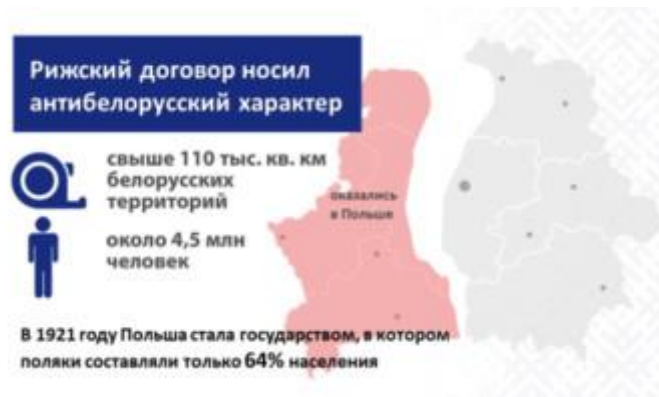 Рижский договор носил
антибелорусский характер
свыше 110 тыс. кв. км
белорусских
территорий
оказались
в Польше
около 4,5 млн
человек
В 1921 году Польша стала государством, в котором
поляки составляли только 64% населения